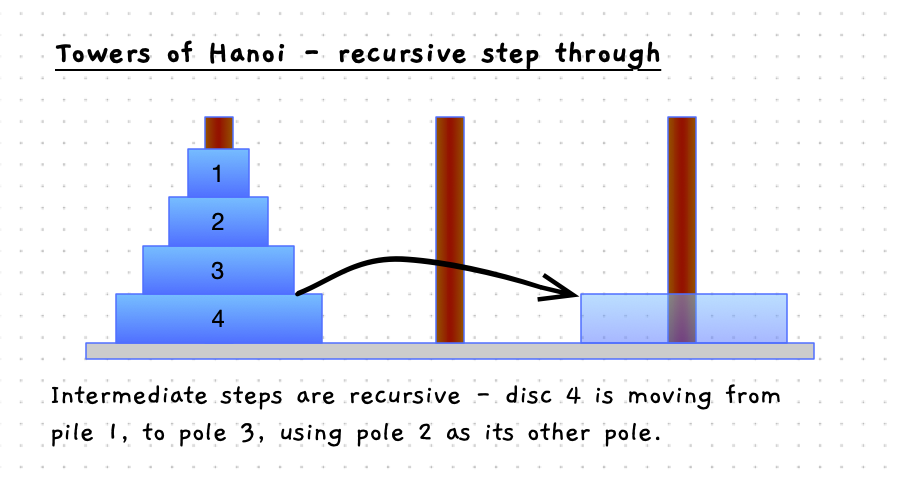 Towers of Hanoi - recursive step through
1
2
3
4
Intermediate steps are recursive - disc 4 is moving from
pile 1, to pole 3, using pole 2 as its other pole.